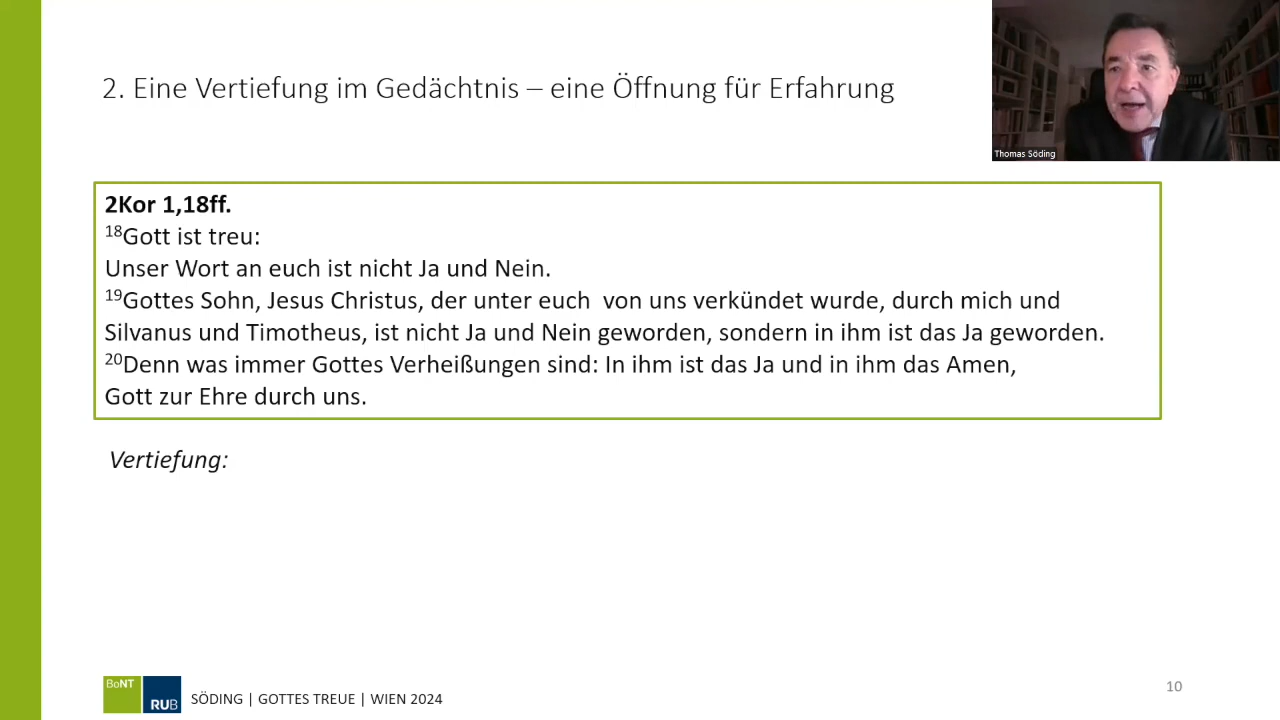 2. Eine Vertiefung im Gedächtnis – eine Öffnung für Erfahrung
Thomas Söding
2Kor 1,18ff.
18Gott ist treu:
Unser Wort an euch ist nicht Ja und Nein.
19Gottes Sohn, Jesus Christus, der unter euch  von uns verkündet wurde, durch mich und
Silvanus und Timotheus, ist nicht Ja und Nein geworden, sondern in ihm ist das Ja geworden.
20Denn was immer Gottes Verheißungen sind: In ihm ist das Ja und in ihm das Amen,
Gott zur Ehre durch uns.
Vertiefung:
BoNT
RUB
SÖDING | GOTTES TREUE | WIEN 2024
10